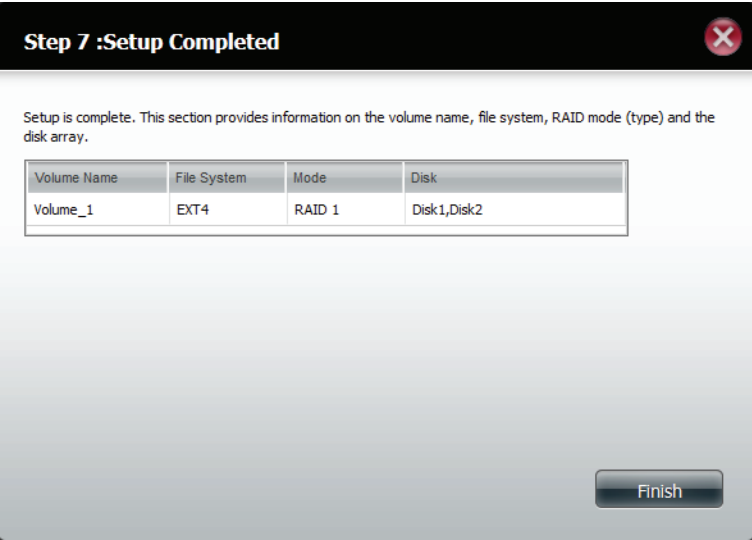 Step 7 :Setup Completed
Setup is complete. This section provides information on the volume name, file system, RAID mode (type) and the
disk array.
Volume Name File System Mode Disk
Volume_1 EXT4 RAID 1 Disk1,Disk2
Finish